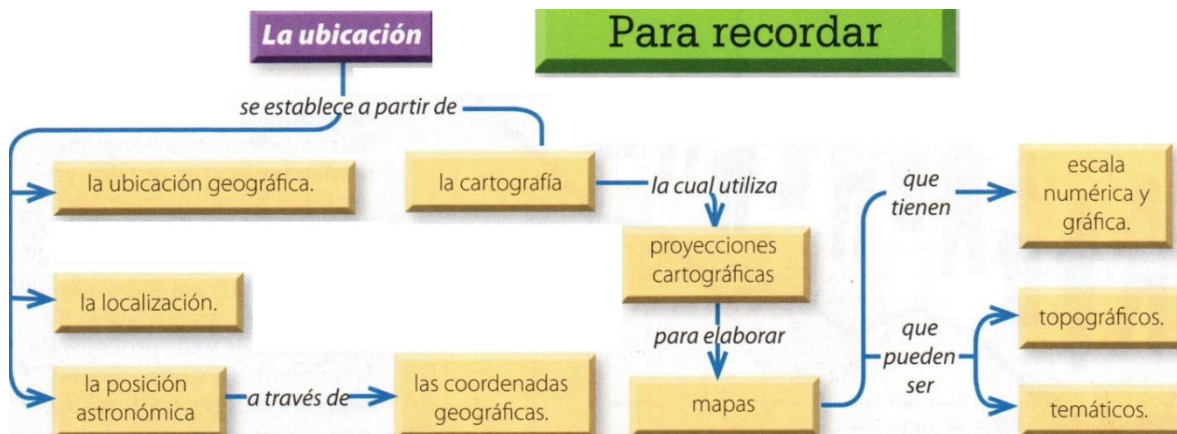 La ubicación
Para recordar
se establece a partir de
la ubicación geográfica.
la cartografía
la cual utiliza
que
tienen
escala
numérica y
gráfica.
proyecciones
cartográficas
la localización.
para elaborar
que
pueden
ser
topográficos.
la posición
astronómica
a través de
las coordenadas
geográficas.
mapas
temáticos.